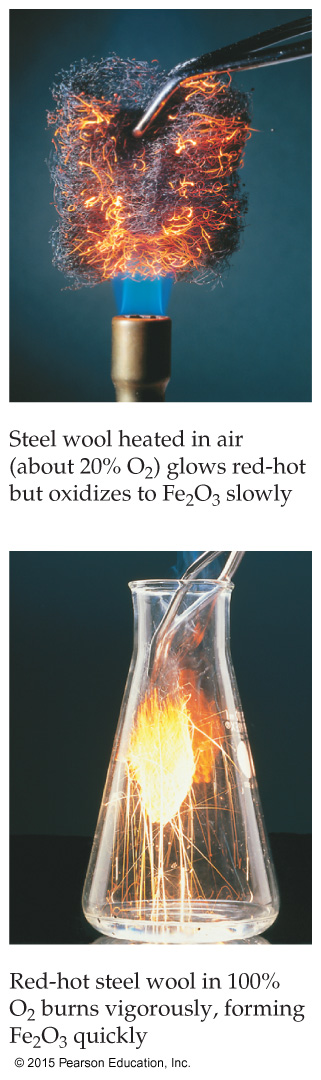 Steel wool heated in air
(about 20% O₂) glows red-hot
but oxidizes to Fe₂O₃ slowly
Red-hot steel wool in 100%
O₂ burns vigorously, forming
Fe₂O₃ quickly
© 2015 Pearson Education, Inc.